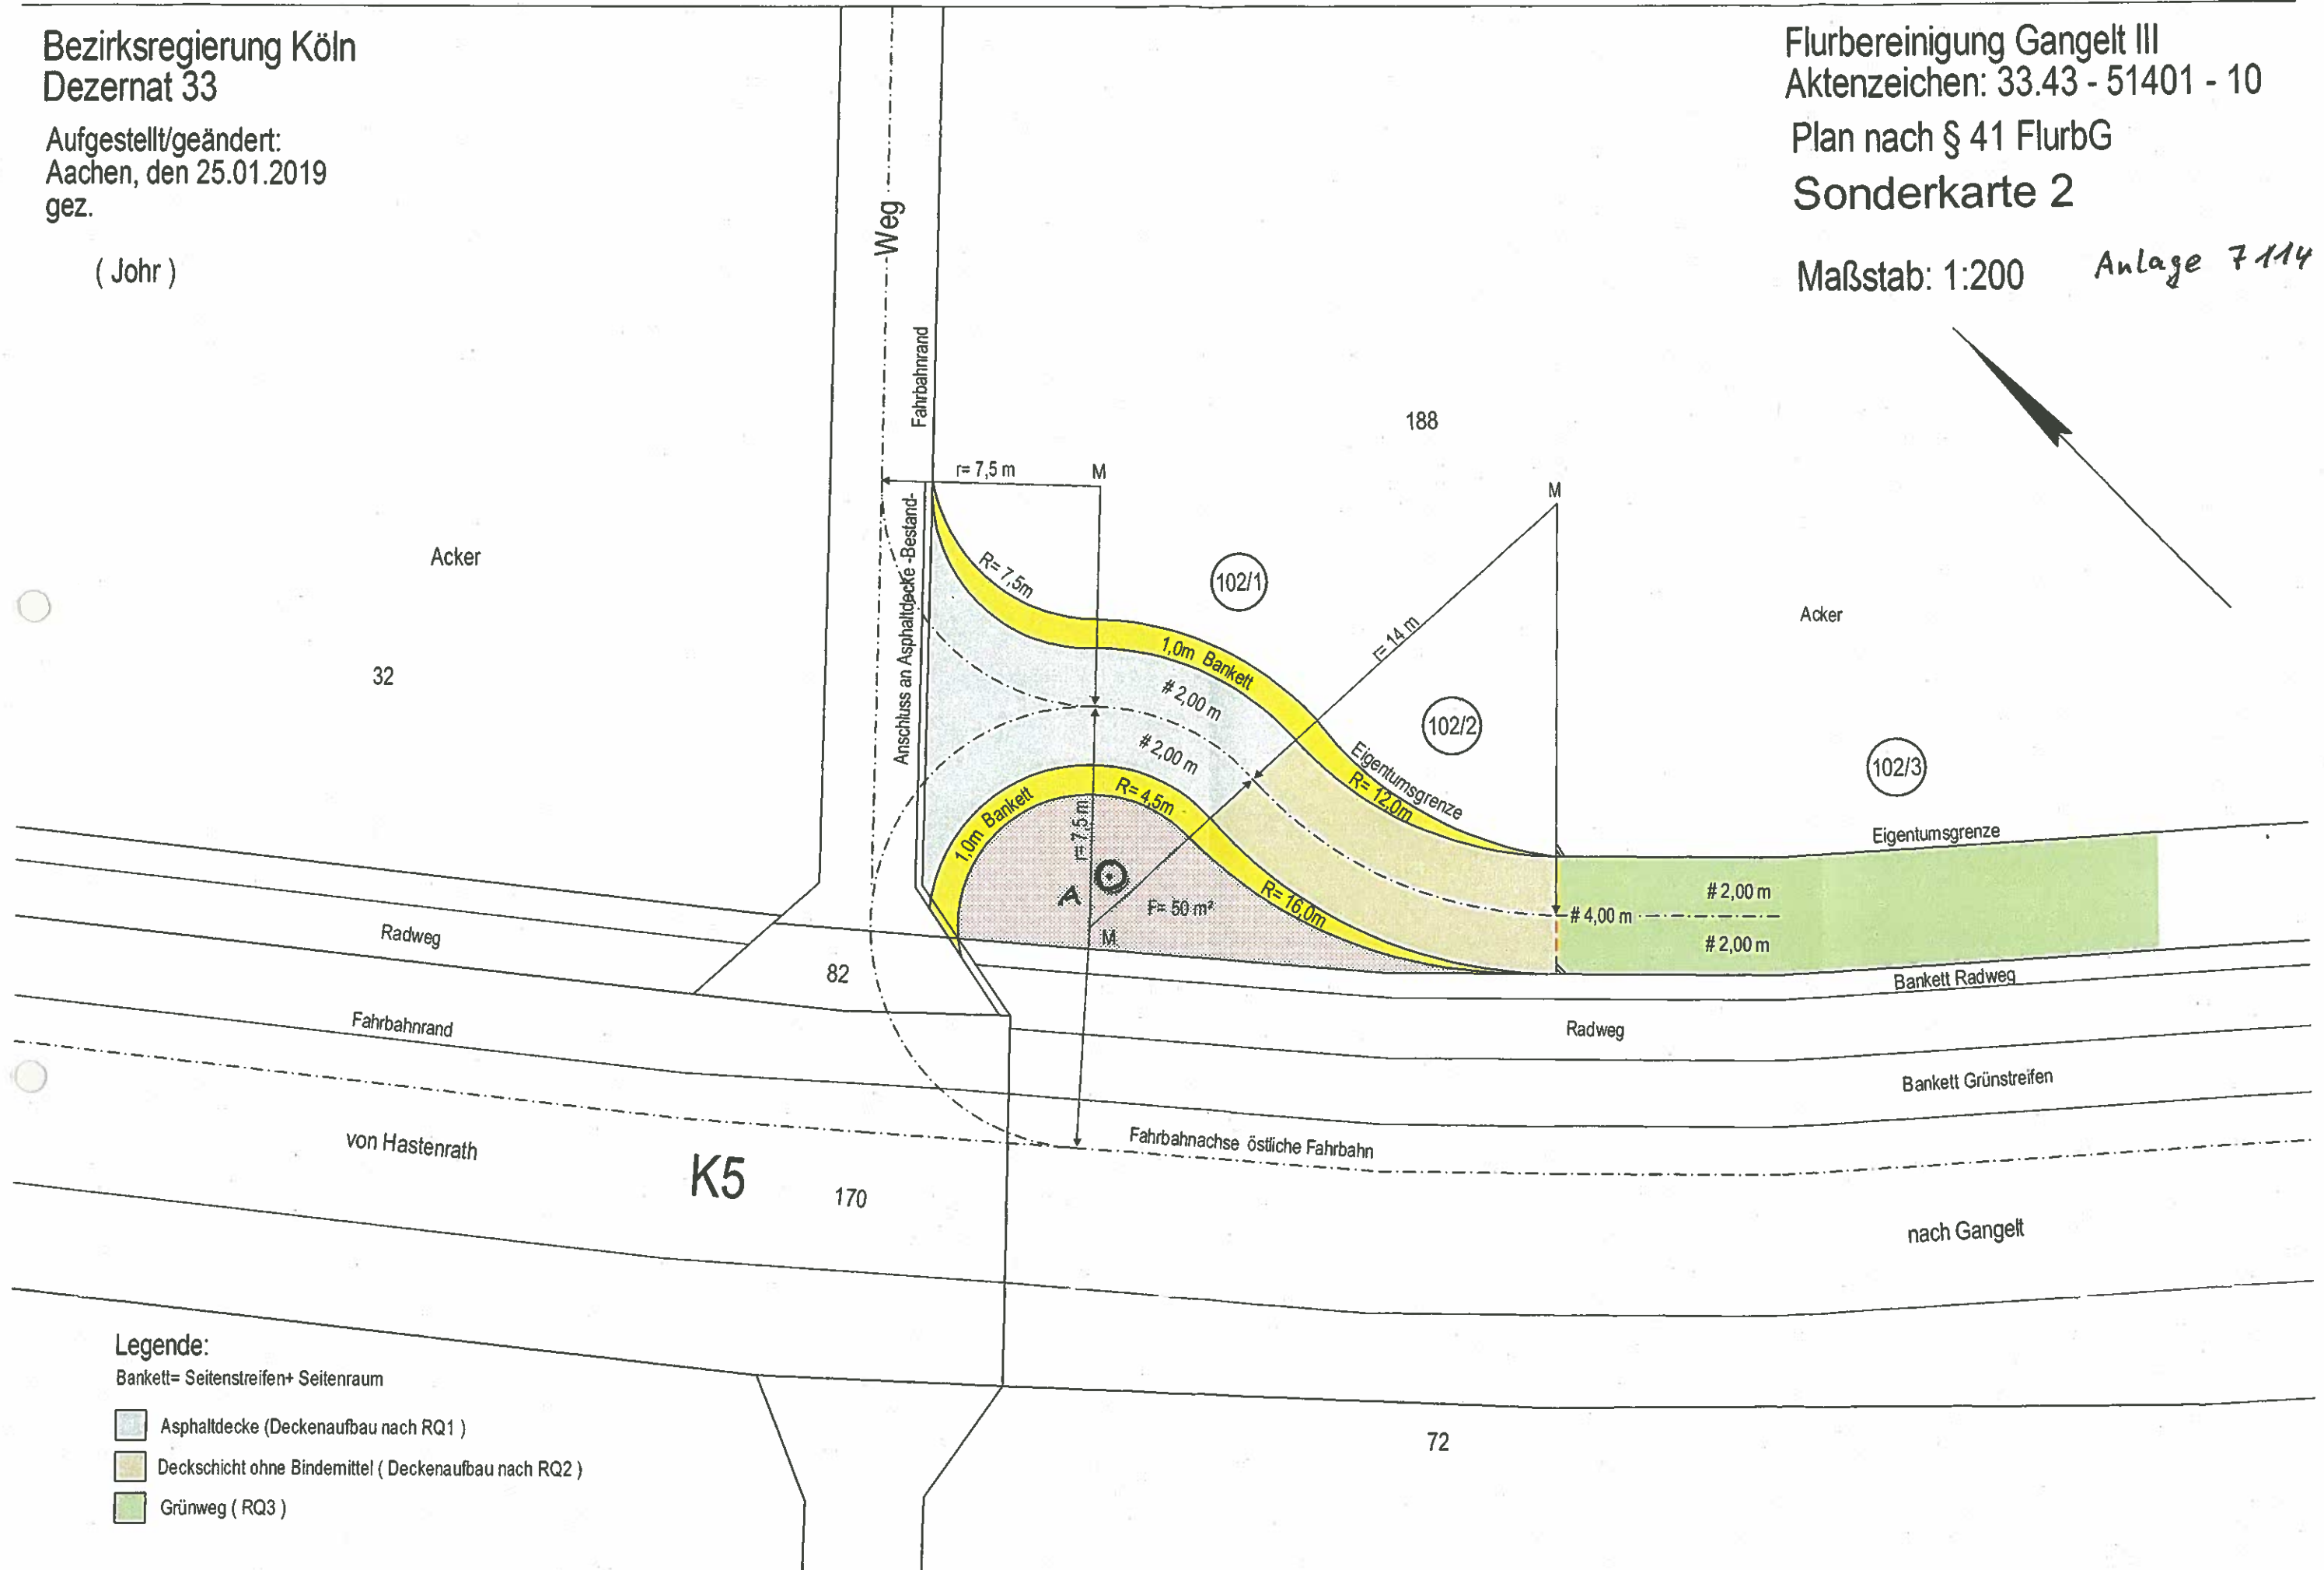 Bezirksregierung Köln
Dezernat 33
Aufgestellt/geändert:
Aachen, den 25.01.2019
gez.
( Johr )
Flurbereinigung Gangelt III
Aktenzeichen: 33.43 - 51401 - 10
Plan nach § 41 FlurbG
Sonderkarte 2
Maßstab: 1:200
Anlage 7 114
Weg
Fahrbahnrand
188
r= 7,5 m
M
M
Anschluss an Asphaltdecke -Bestand-
R= 7,5m
Acker
102/1
Acker
r= 14 m
1,0m Bankett
32
# 2,00 m
102/2
# 2,00 m
Eigentumsgrenze
R= 12,0m
102/3
1,0m Bankett
R= 4,5m
r= 7,5 m
Eigentumsgrenze
A
F= 50 m²
R= 16,0m
# 2,00 m
# 4,00 m
# 2,00 m
M
Radweg
82
Bankett Radweg
Radweg
Fahrbahnrand
Bankett Grünstreifen
von Hastenrath
K5
170
Fahrbahnachse östliche Fahrbahn
nach Gangelt
Legende:
Bankett= Seitenstreifen+ Seitenraum
Asphaltdecke (Deckenaufbau nach RQ1 )
Deckschicht ohne Bindemittel ( Deckenaufbau nach RQ2 )
Grünweg ( RQ3 )
72